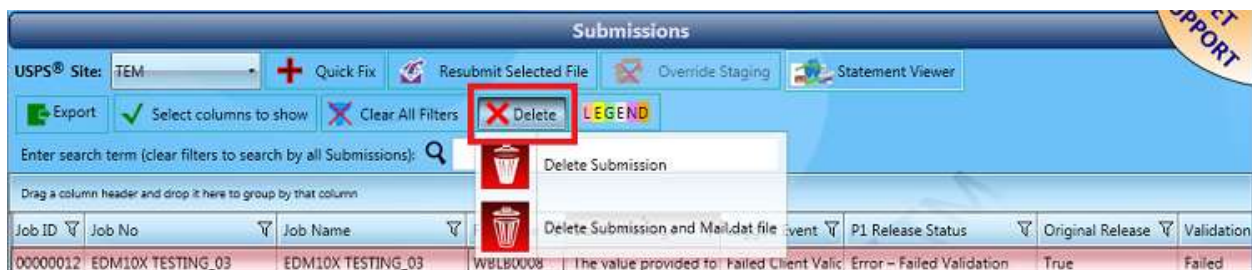 Submissions
GET SUPPORT
USPS® Site: TEM Quick Fix Resubmit Selected File Override Staging Statement Viewer
Export Select columns to show Clear All Filters Delete LEGEND
Enter search term (clear filters to search by all Submissions):
Delete Submission
Drag a column header and drop it here to group by that column
Delete Submission and Mail.dat file
Job ID Job No Job Name vent P1 Release Status Original Release Validation
00000012 EDM10X TESTING_03 EDM10X TESTING_03 WBLB0008 The value provided fo Failed Client Valic Error – Failed Validation True Failed